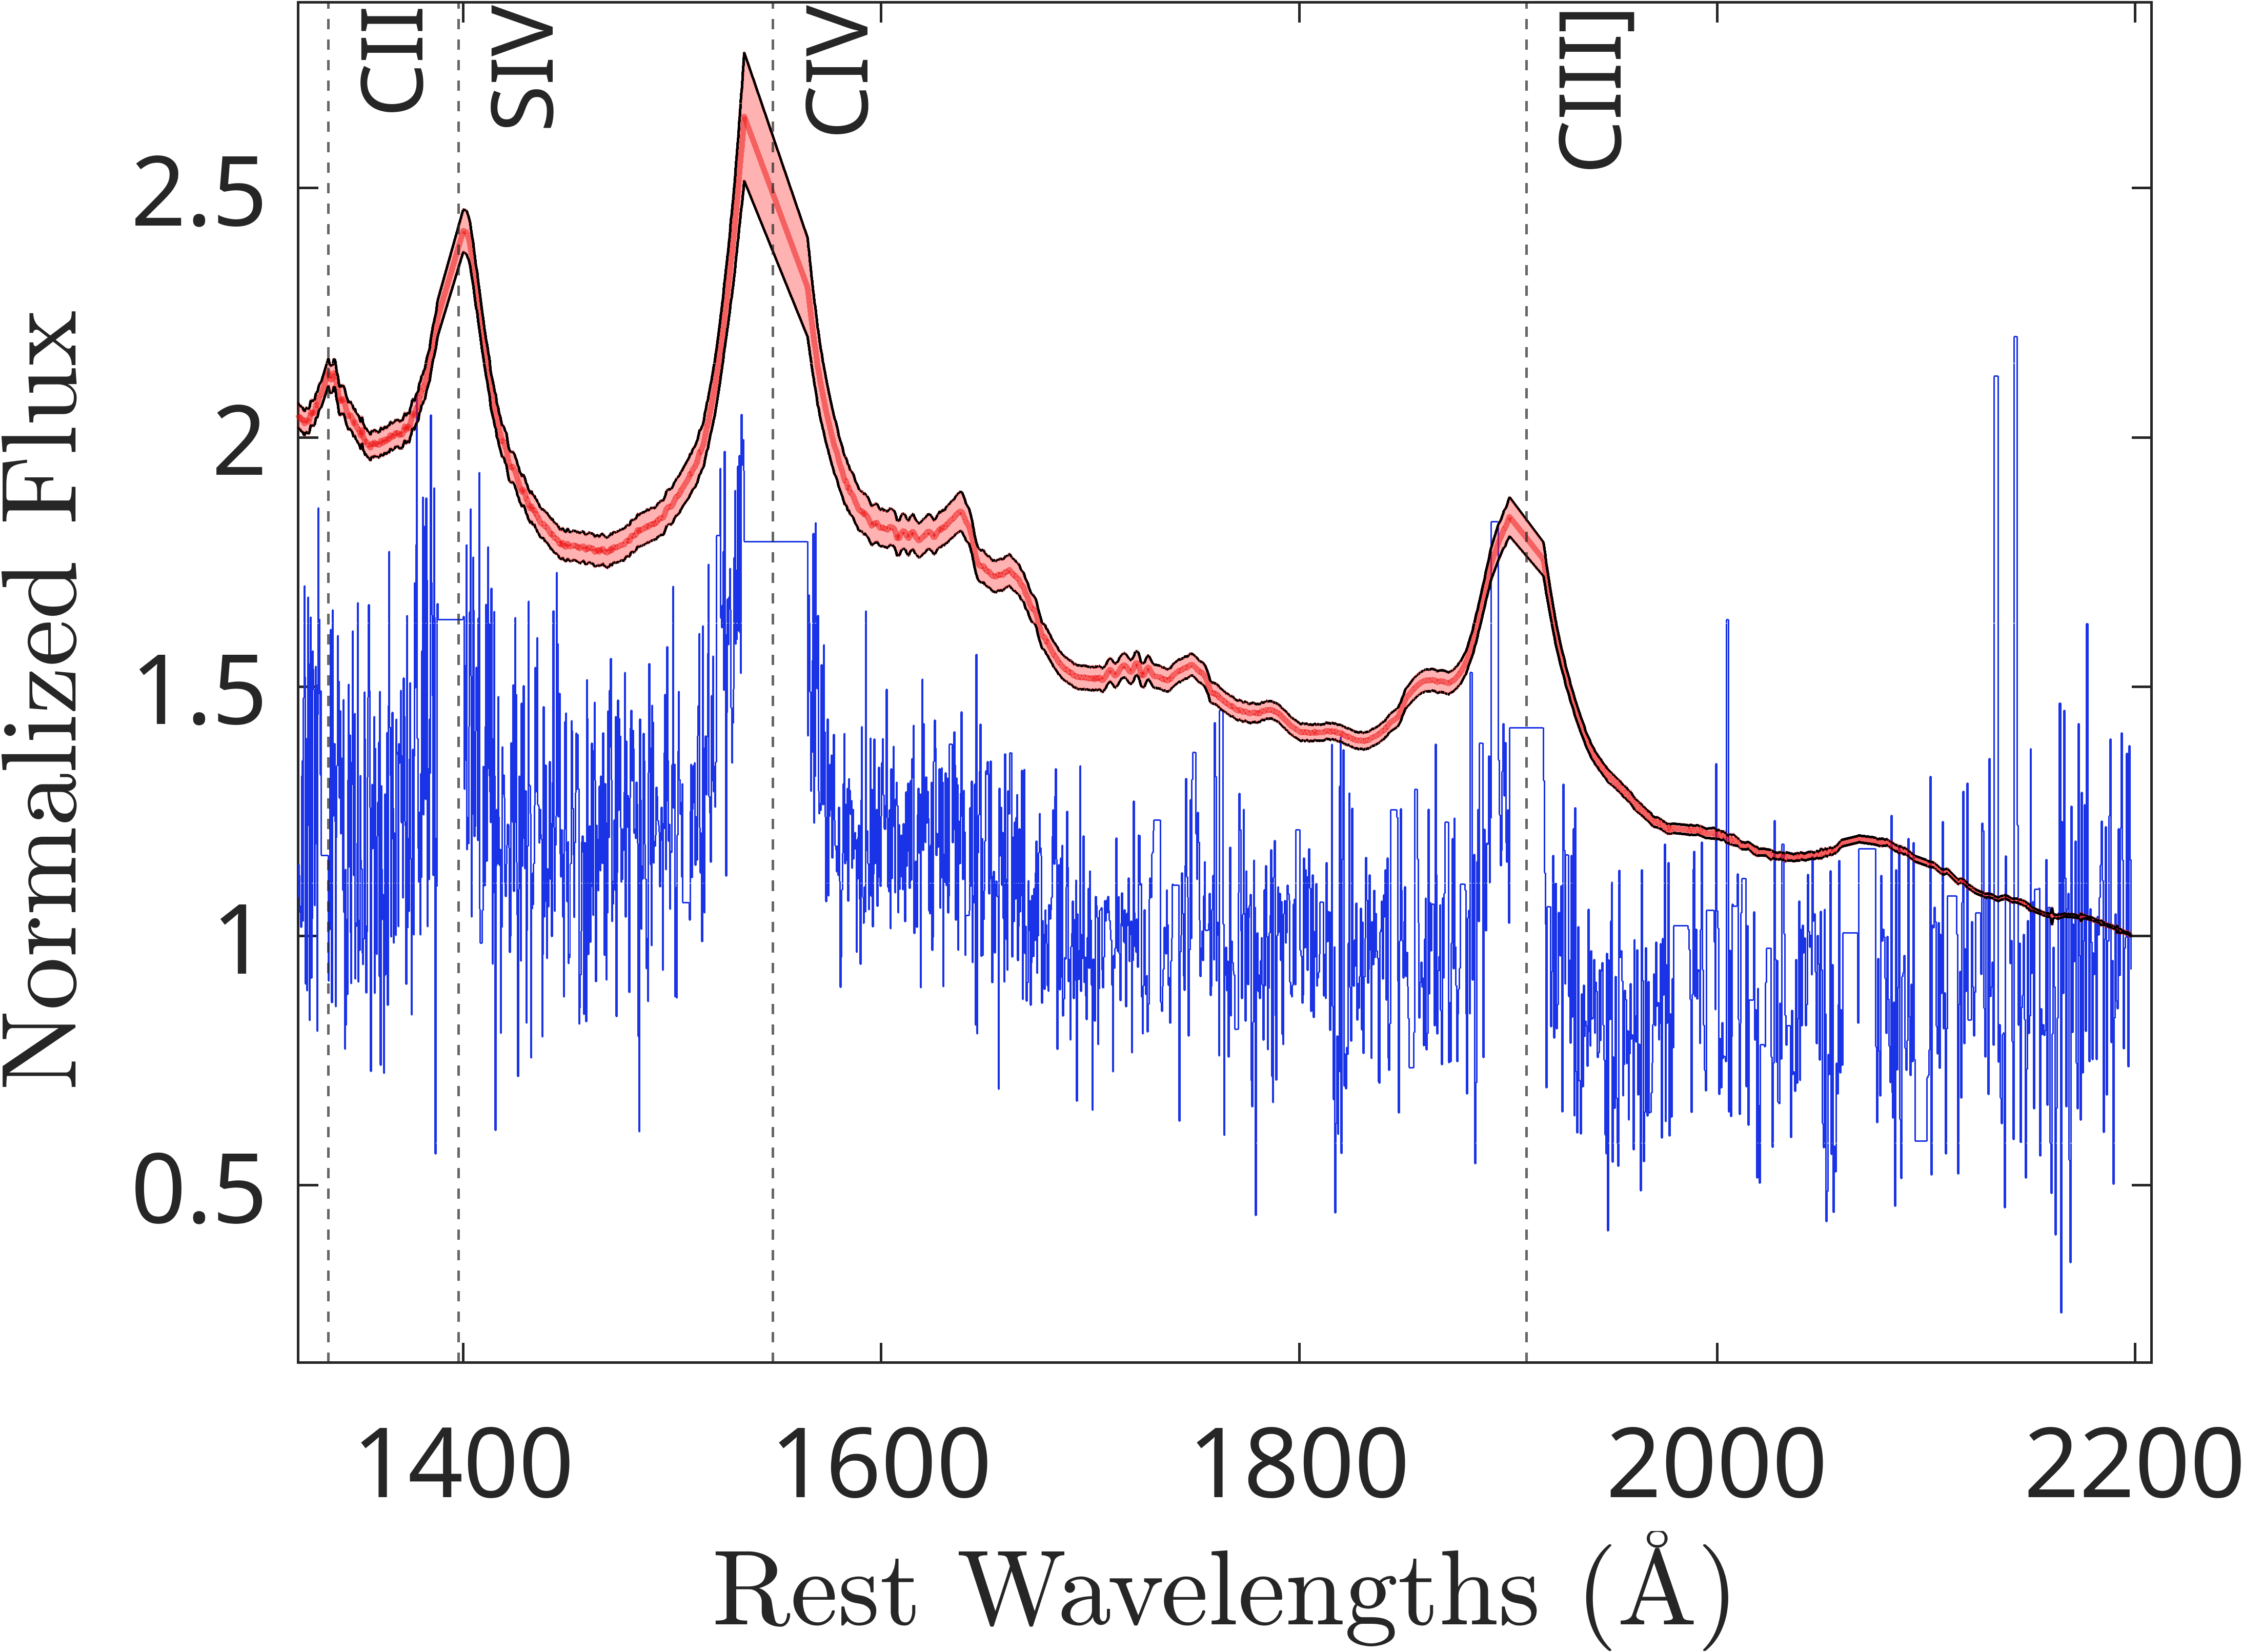 CII
SIV
CIV
CIII]
Normalized Flux
2.5
2
1.5
1
0.5
1400
1600
1800
2000
2200
Rest Wavelengths (Å)